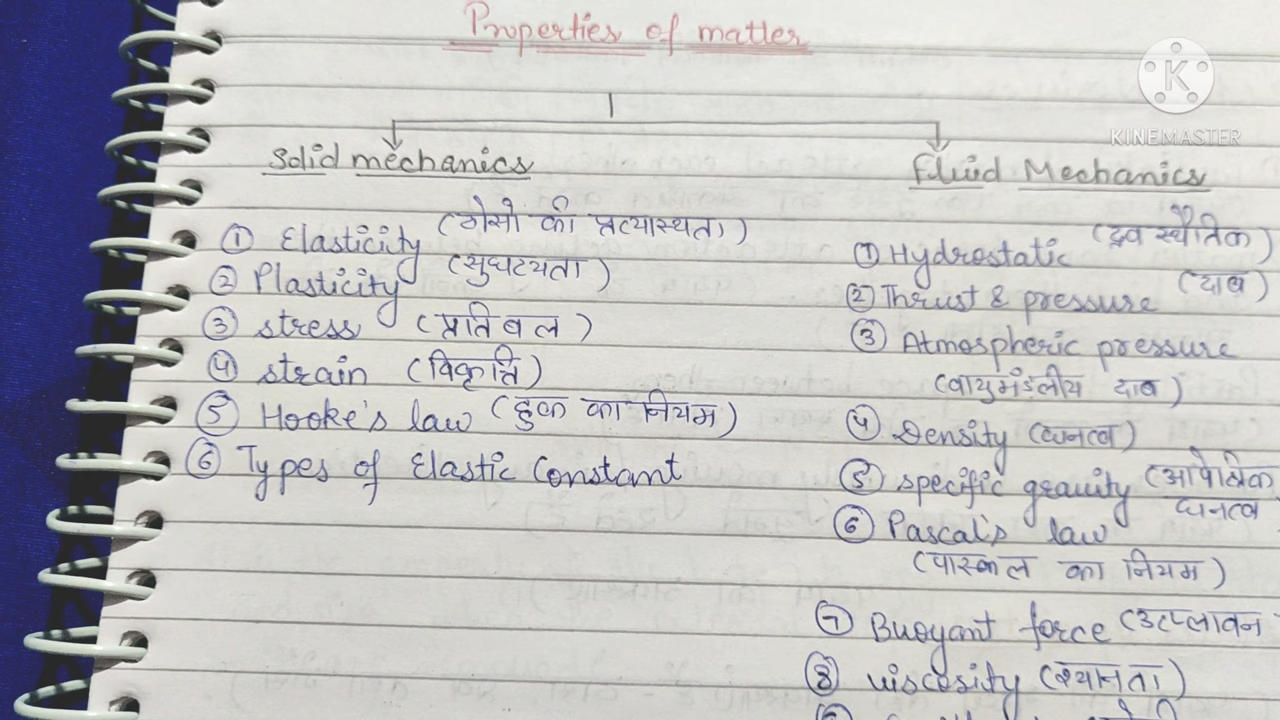 Properties of matter
K
KINEMASTER
Solid mechanics
① Elasticity (ठोसो की प्रत्यास्थता)
② Plasticity (सुघटयता)
③ stress (प्रतिबल)
④ strain (विकृति)
⑤ Hooke's law (हुक का नियम)
⑥ Types of Elastic Constant
Fluid Mechanics
① Hydrostatic (द्रव स्थैतिक)
② Thrust & pressure (दाब)
③ Atmospheric pressure
(वायुमंडलीय दाब)
④ Density (घनत्व)
⑤ specific gravity (आपेक्षिक
घनत्व
⑥ Pascal's law
(पास्कल का नियम)
⑦ Buoyant force (उत्प्लावन
⑧ viscosity (श्यानता)